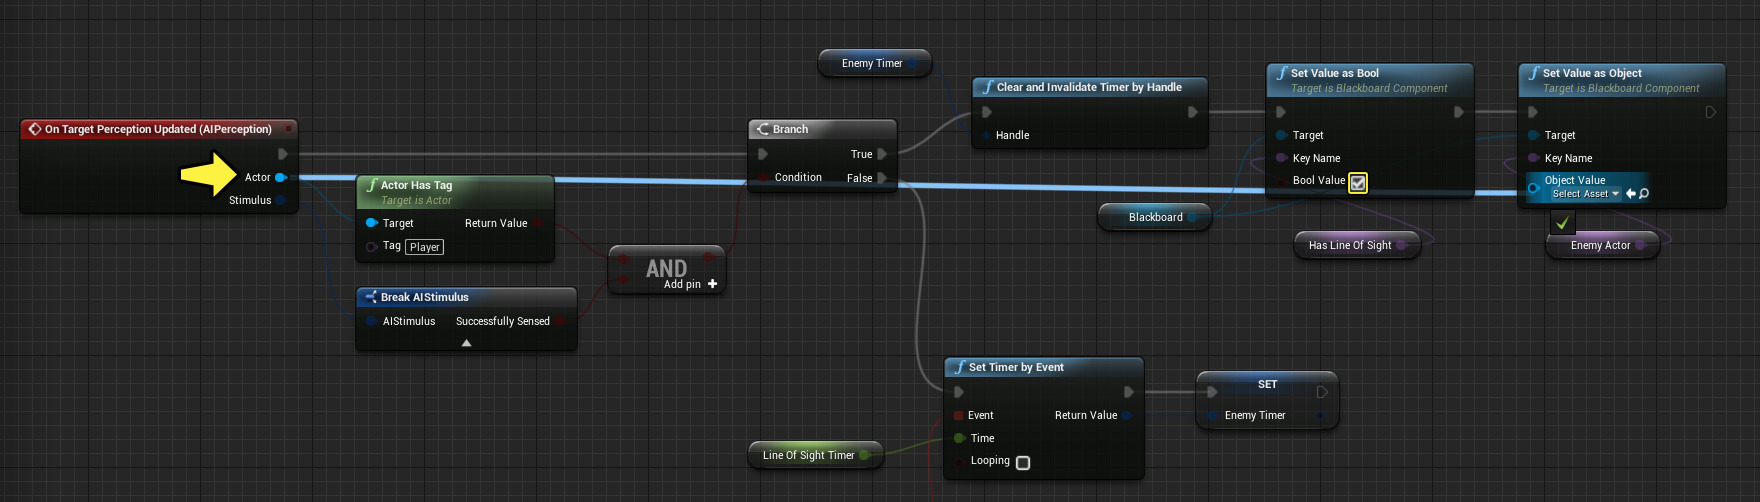 On Target Perception Updated (AIPerception)
Actor
Stimulus
Actor Has Tag
Target is Actor
Target
Return Value
Tag
Player
Break AIStimulus
AIStimulus
Successfully Sensed
AND
Add pin
Branch
True
Condition
False
Enemy Timer
Clear and Invalidate Timer by Handle
Handle
Set Value as Bool
Target is Blackboard Component
Target
Key Name
Bool Value
Blackboard
Has Line Of Sight
Set Value as Object
Target is Blackboard Component
Target
Key Name
Object Value
Select Asset
Enemy Actor
Set Timer by Event
Event
Return Value
Time
Looping
Line Of Sight Timer
SET
Enemy Timer